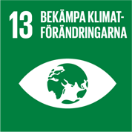 13 BEKÄMPA KLIMAT-
FÖRÄNDRINGARNA